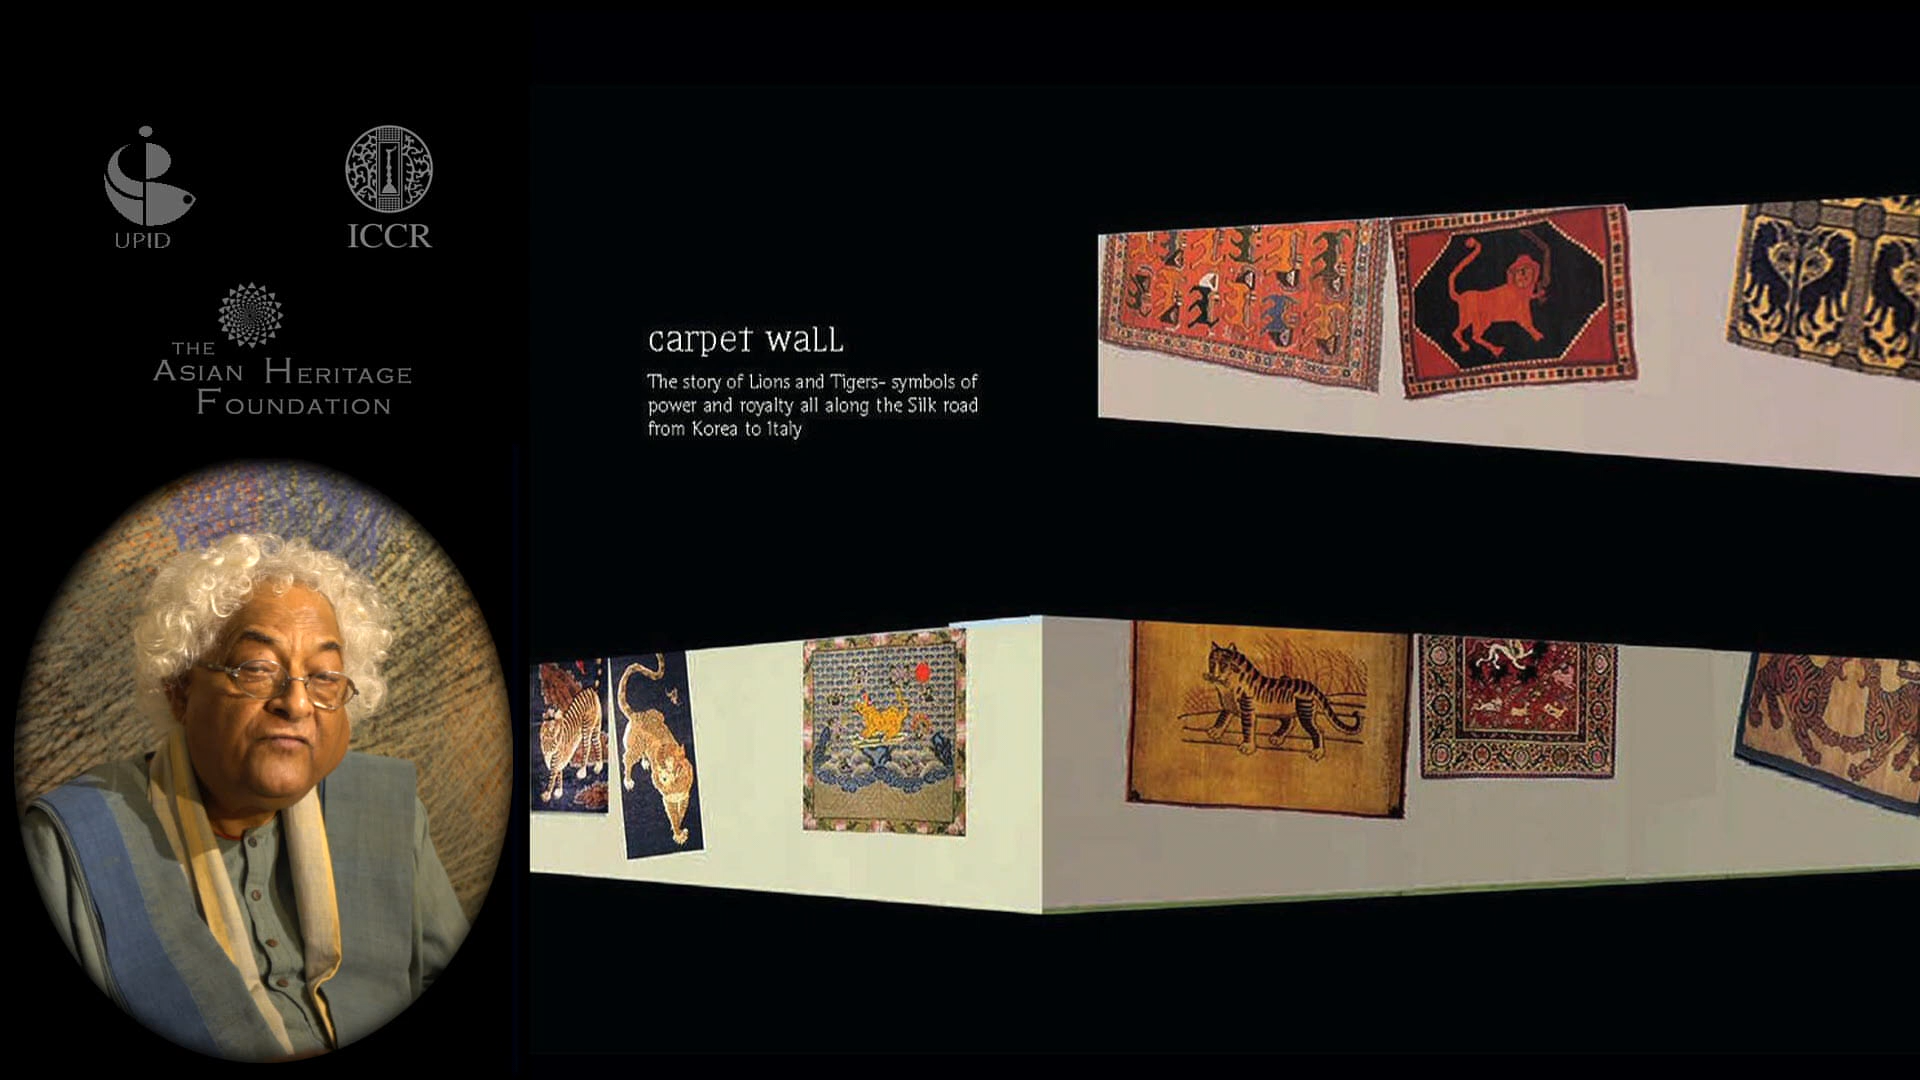 UPID
ICCR
THE
ASIAN HERITAGE
FOUNDATION
carpet wall
The story of Lions and Tigers- symbols of
power and royalty all along the Silk road
from Korea to Italy